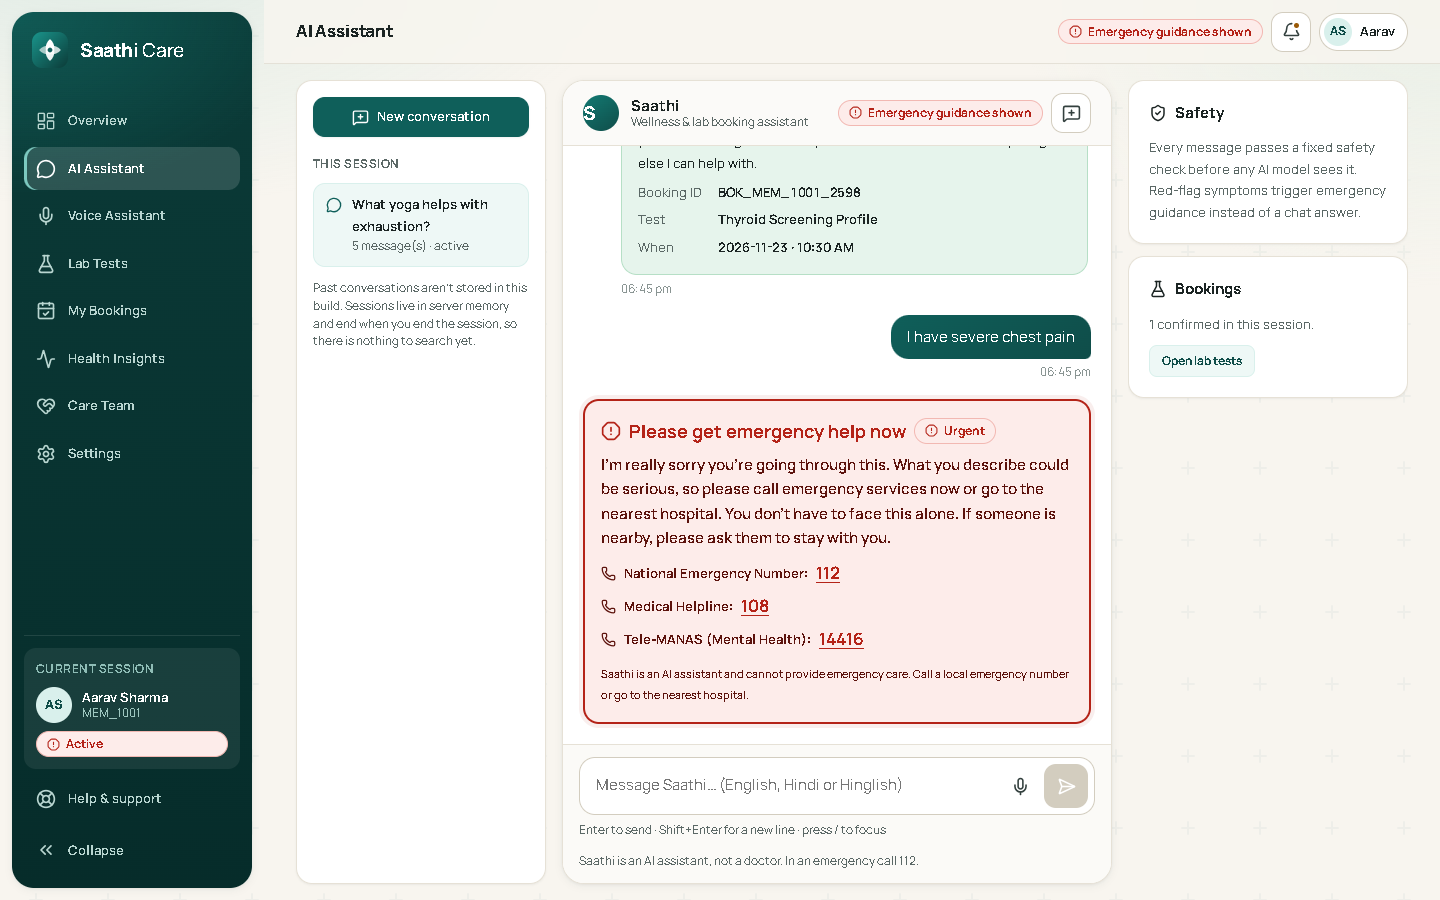 Saathi Care
Overview
AI Assistant
Voice Assistant
Lab Tests
My Bookings
Health Insights
Care Team
Settings
CURRENT SESSION
AS
Aarav Sharma
MEM_1001
Active
Help & support
Collapse
AI Assistant
Emergency guidance shown
AS
Aarav
New conversation
THIS SESSION
What yoga helps with
exhaustion?
5 message(s) · active
Past conversations aren't stored in this
build. Sessions live in server memory
and end when you end the session, so
there is nothing to search yet.
S
Saathi
Wellness & lab booking assistant
Emergency guidance shown
else I can help with.
Booking ID BOK_MEM_1001_2598
Test Thyroid Screening Profile
When 2026-11-23 · 10:30 AM
06:45 pm
I have severe chest pain
06:45 pm
Please get emergency help now
Urgent
I'm really sorry you're going through this. What you describe could
be serious, so please call emergency services now or go to the
nearest hospital. You don't have to face this alone. If someone is
nearby, please ask them to stay with you.
National Emergency Number: 112
Medical Helpline: 108
Tele-MANAS (Mental Health): 14416
Saathi is an AI assistant and cannot provide emergency care. Call a local emergency number
or go to the nearest hospital.
Message Saathi... (English, Hindi or Hinglish)
Enter to send · Shift+Enter for a new line · press / to focus
Saathi is an AI assistant, not a doctor. In an emergency call 112.
Safety
Every message passes a fixed safety
check before any AI model sees it.
Red-flag symptoms trigger emergency
guidance instead of a chat answer.
Bookings
1 confirmed in this session.
Open lab tests